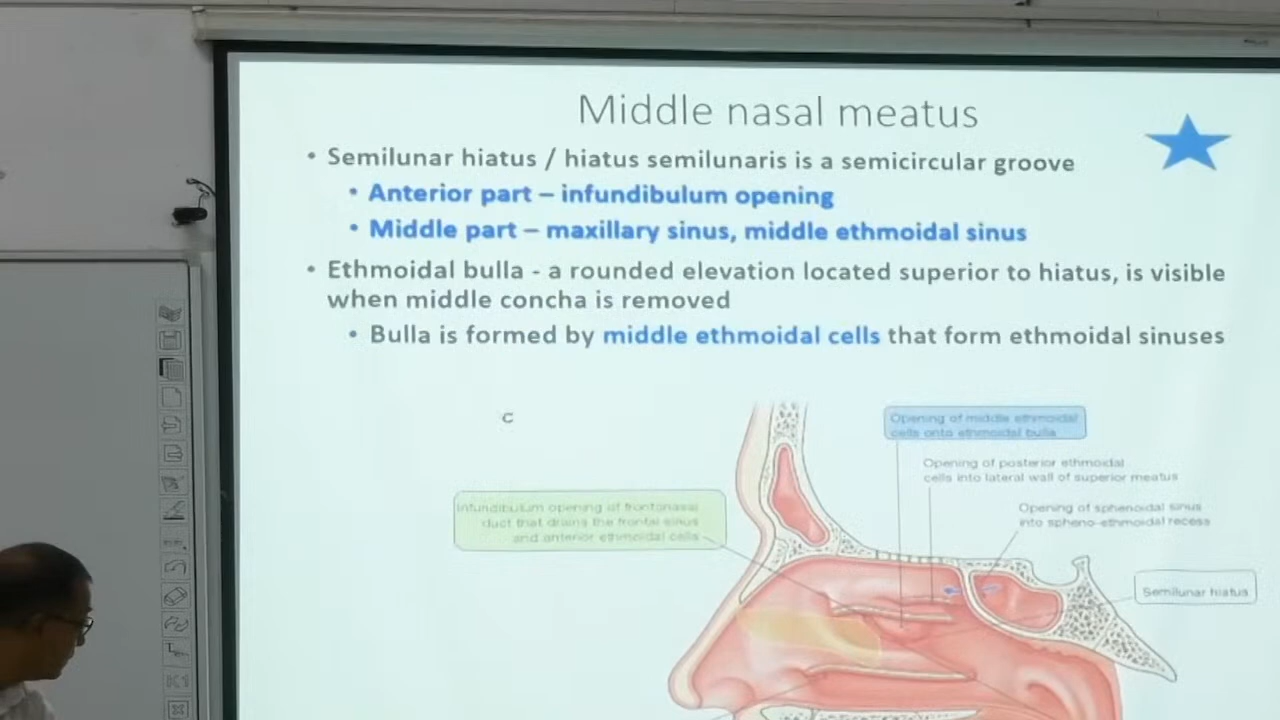 Middle nasal meatus
• Semilunar hiatus / hiatus semilunaris is a semicircular groove
• Anterior part – infundibulum opening
• Middle part – maxillary sinus, middle ethmoidal sinus
• Ethmoidal bulla - a rounded elevation located superior to hiatus, is visible
when middle concha is removed
• Bulla is formed by middle ethmoidal cells that form ethmoidal sinuses
C
Opening of middle ethmoidal
cells onto ethmoidal bulla
Opening of posterior ethmoidal
cells into lateral wall of superior meatus
Infundibulum opening of frontonasal
duct that drains the frontal sinus
and anterior ethmoidal cells
Opening of sphenoidal sinus
into spheno-ethmoidal recess
Semilunar hiatus